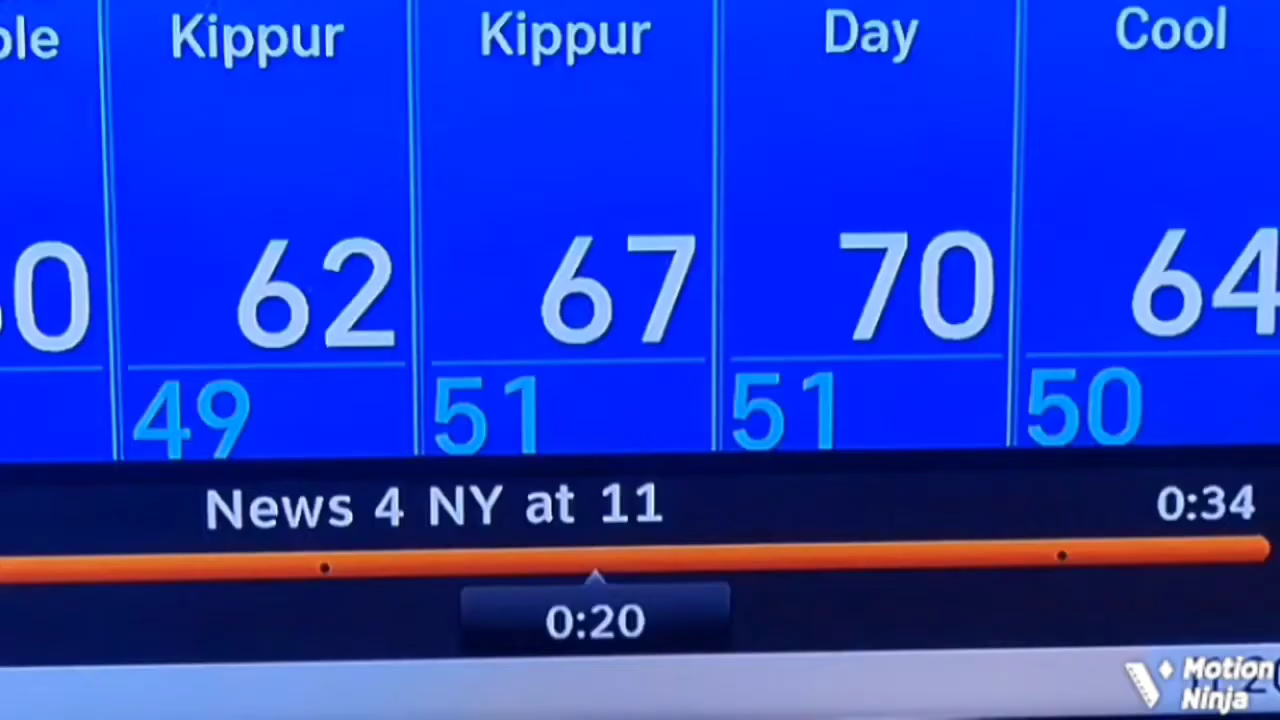 Kippur Kippur Day Cool
62 67 70 64
49 51 51 50
News 4 NY at 11 0:34
0:20
Motion
Ninja